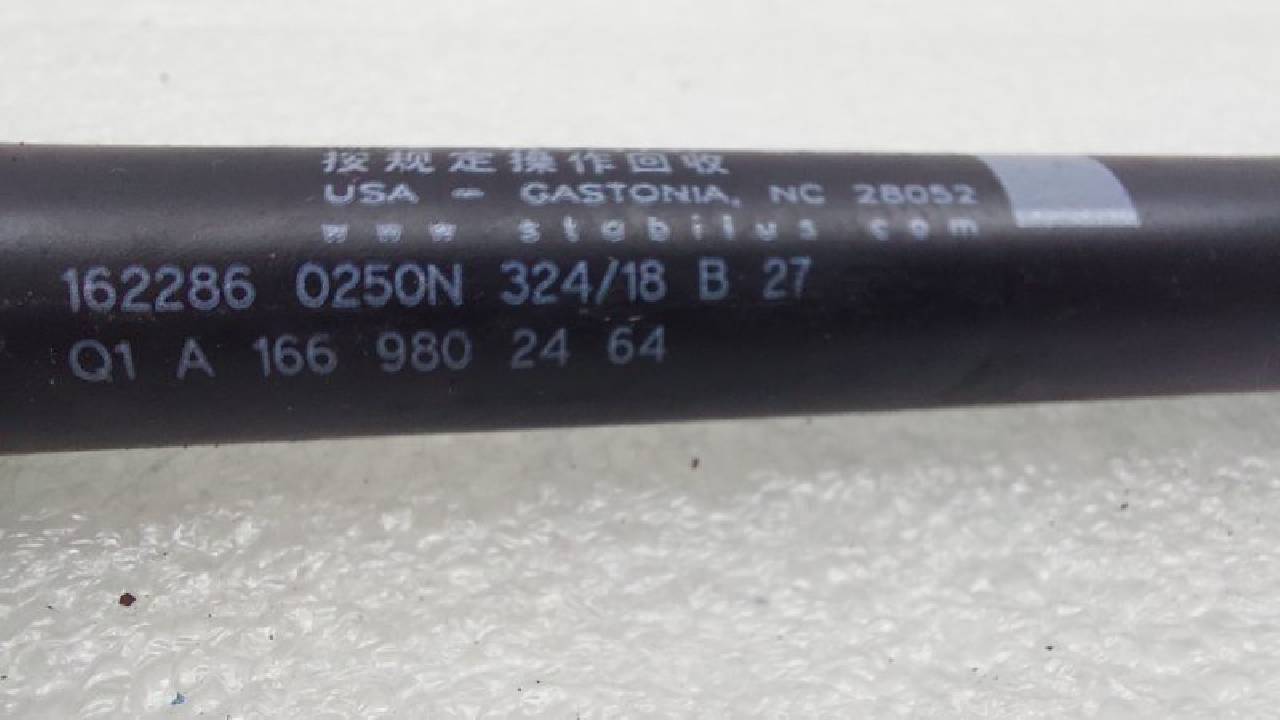 按规定操作回收
USA - GASTONIA, NC 28052
www.stabilus.com
162286 0250N 324/18 B 27
Q1 A 166 980 24 64